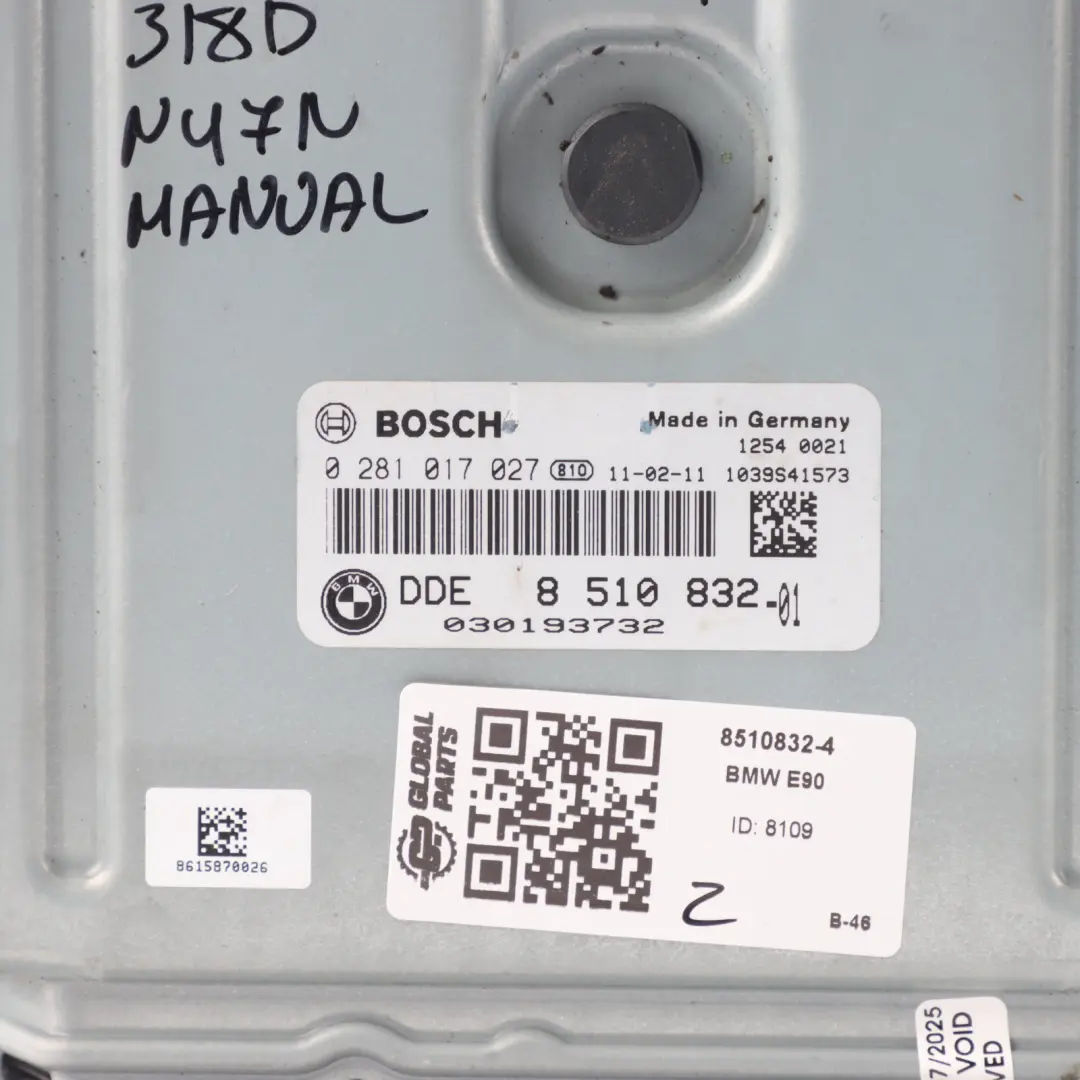 318D
N47N
MANUAL
BOSCH
Made in Germany
1254 0021
0 281 017 027 810 11-02-11 1039S41573
BMW
DDE 8 510 832-01
030193732
GLOBAL
PARTS
8510832-4
BMW E90
ID: 8109
2
B-46
8615870026
7/2025
VOID
VED